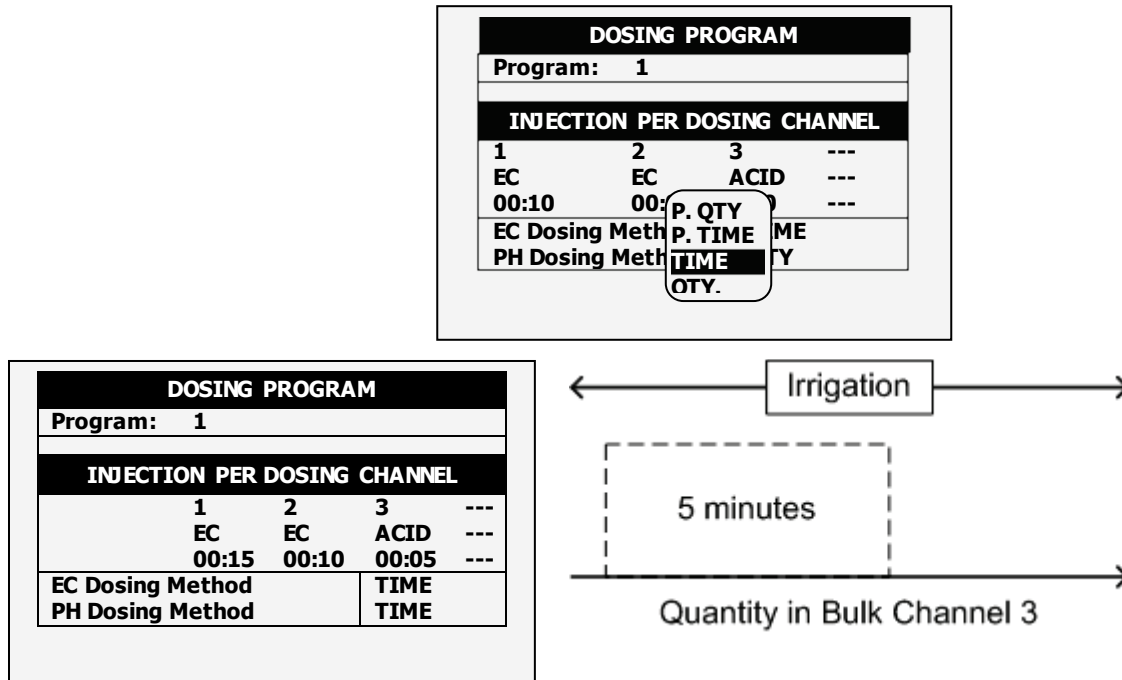 DOSING PROGRAM
Program: 1
INJECTION PER DOSING CHANNEL
1 2 3 ---
EC EC ACID ---
00:10 00: 0 ---
EC Dosing Meth ME
PH Dosing Meth TY
P. QTY
P. TIME
TIME
QTY.
DOSING PROGRAM
Program: 1
INJECTION PER DOSING CHANNEL
1 2 3 ---
EC EC ACID ---
00:15 00:10 00:05 ---
EC Dosing Method TIME
PH Dosing Method TIME
Irrigation
5 minutes
Quantity in Bulk Channel 3